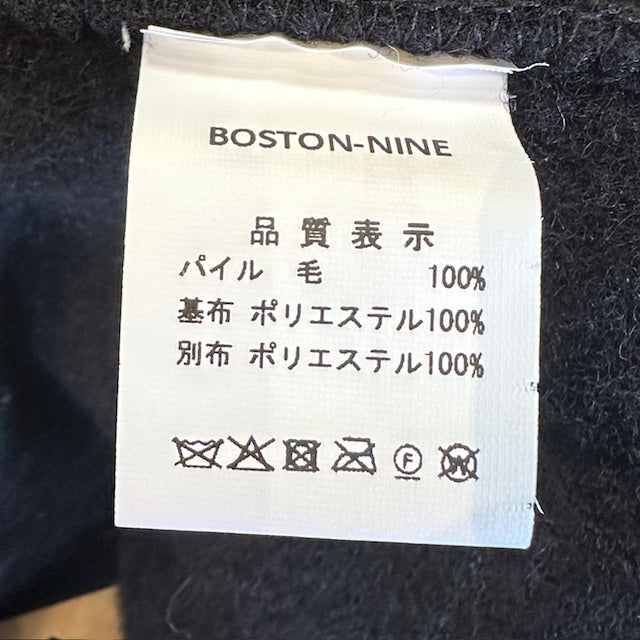 BOSTON-NINE
品質表示
パイル 毛 100%
基布 ポリエステル100%
別布 ポリエステル100%
F W